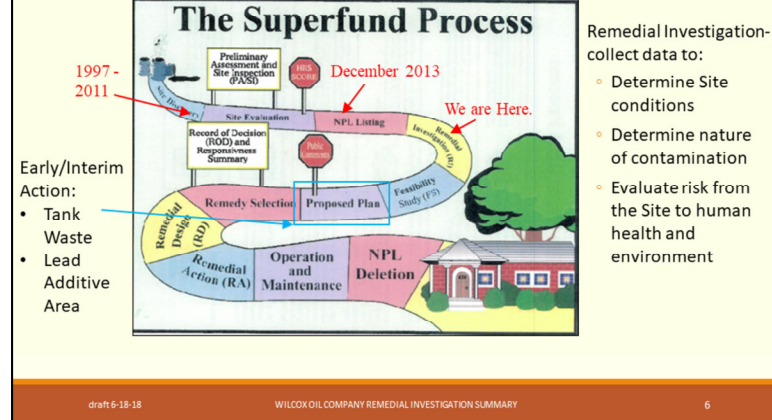 The Superfund Process
Preliminary
Assessment and
Site Inspection
(PA/SI)
HRS
SCORE
1997 -
2011
December 2013
We are Here.
Site Discovery
Site Evaluation
NPL Listing
Remedial
Investigation (RI)
Record of Decision
(ROD) and
Responsivness
Summary
Public
Comments
Feasibility
Study (FS)
Proposed Plan
Remedy Selection
Remedial
Design
(RD)
Remedial
Action (RA)
Operation
and
Maintenance
NPL
Deletion
Early/Interim
Action:
• Tank
Waste
• Lead
Additive
Area
Remedial Investigation-
collect data to:
◦ Determine Site
conditions
◦ Determine nature
of contamination
◦ Evaluate risk from
the Site to human
health and
environment
draft 6-18-18
WILCOX OIL COMPANY REMEDIAL INVESTIGATION SUMMARY
6